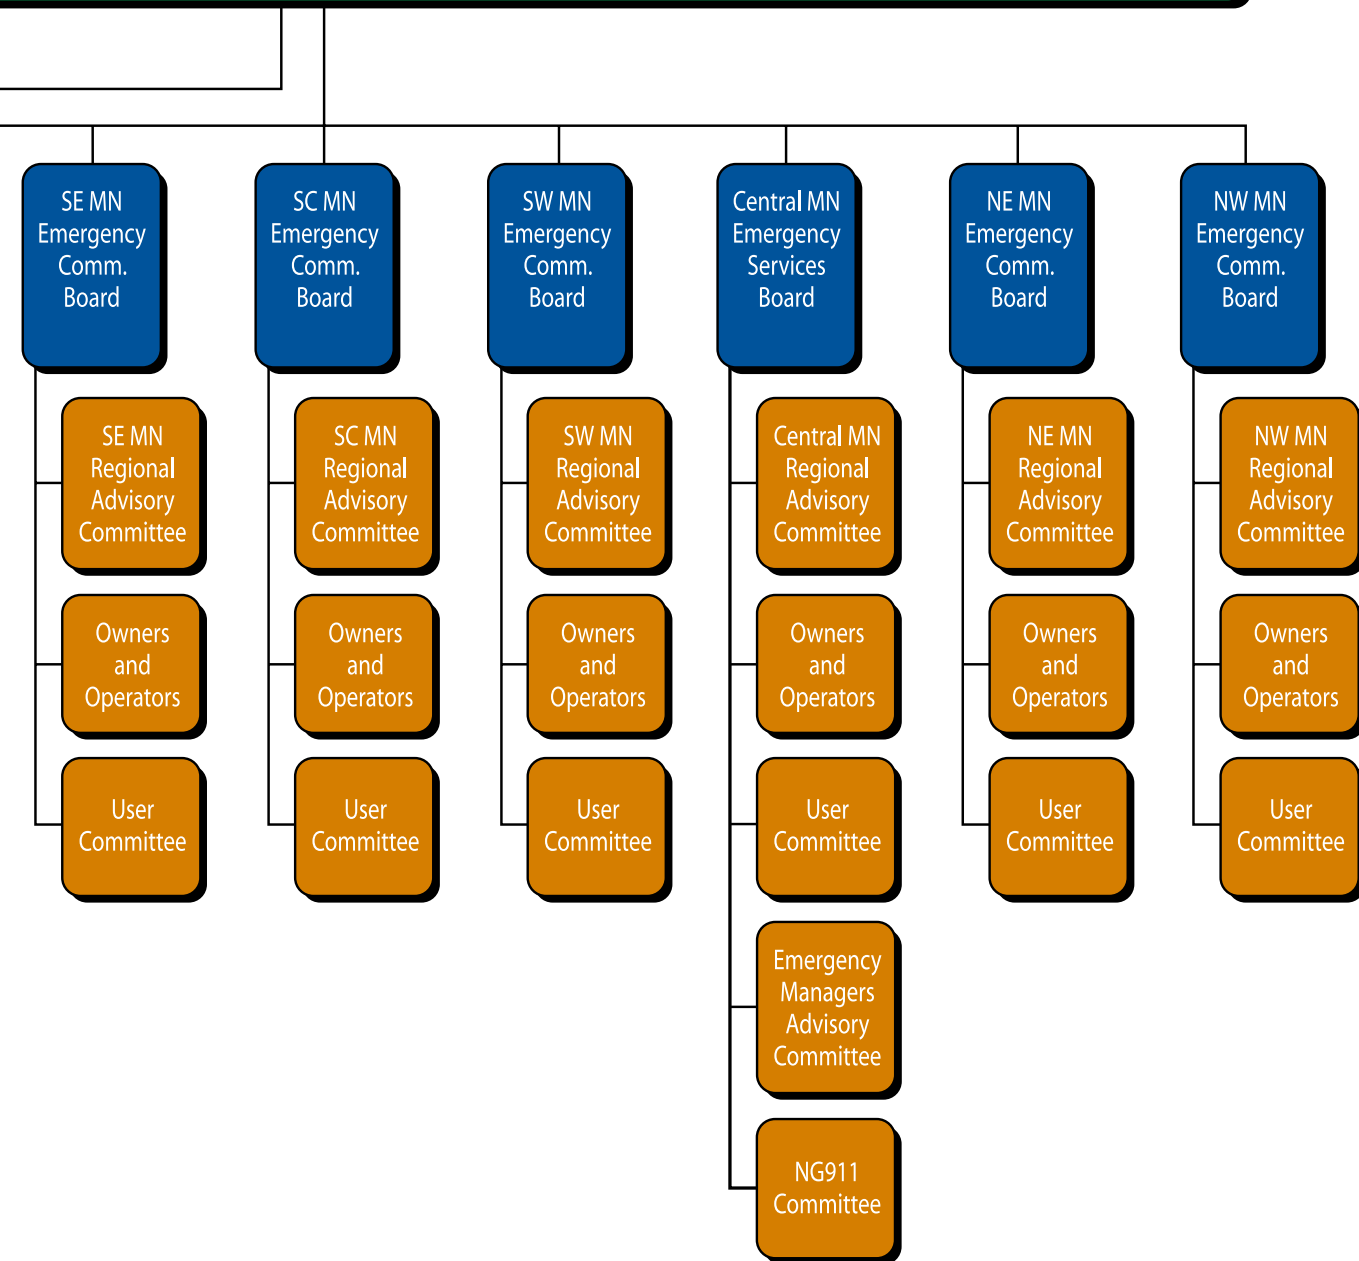 SE MN
Emergency
Comm.
Board
SC MN
Emergency
Comm.
Board
SW MN
Emergency
Comm.
Board
Central MN
Emergency
Services
Board
NE MN
Emergency
Comm.
Board
NW MN
Emergency
Comm.
Board
SE MN
Regional
Advisory
Committee
SC MN
Regional
Advisory
Committee
SW MN
Regional
Advisory
Committee
Central MN
Regional
Advisory
Committee
NE MN
Regional
Advisory
Committee
NW MN
Regional
Advisory
Committee
Owners
and
Operators
Owners
and
Operators
Owners
and
Operators
Owners
and
Operators
Owners
and
Operators
Owners
and
Operators
User
Committee
User
Committee
User
Committee
User
Committee
User
Committee
User
Committee
Emergency
Managers
Advisory
Committee
NG911
Committee